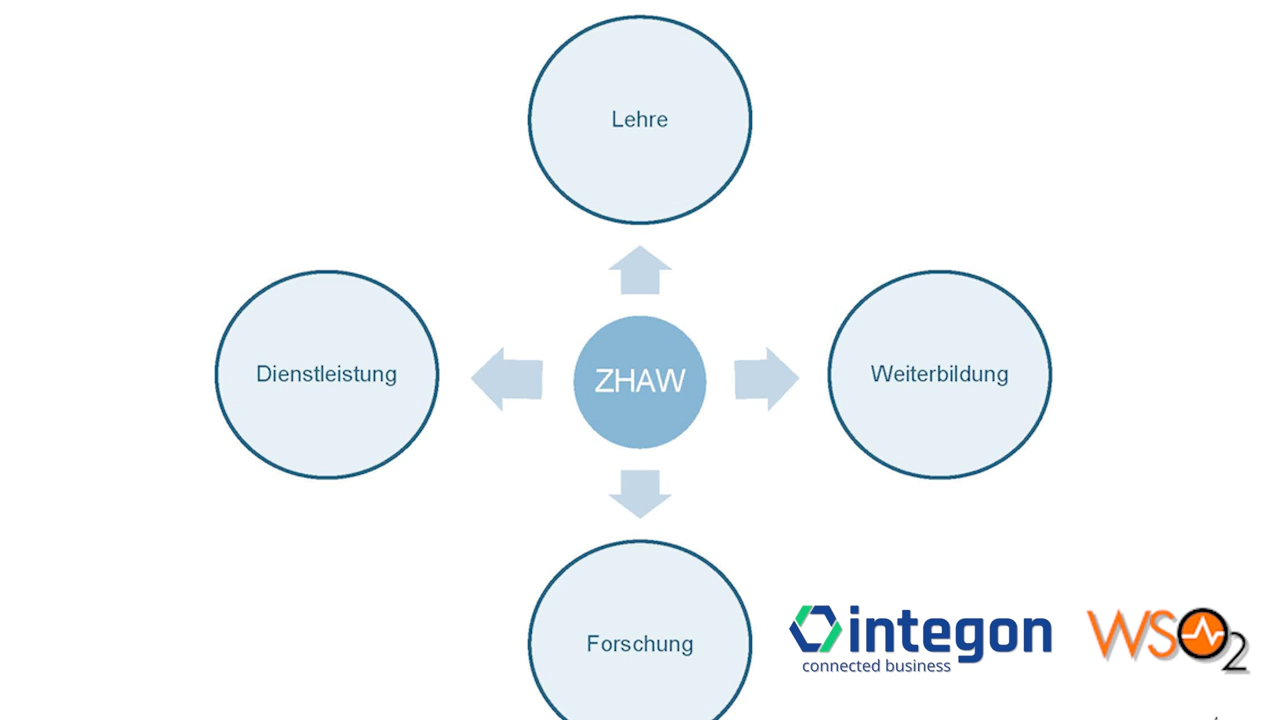 Lehre
Dienstleistung
ZHAW
Weiterbildung
Forschung
integon
connected business
WSO2